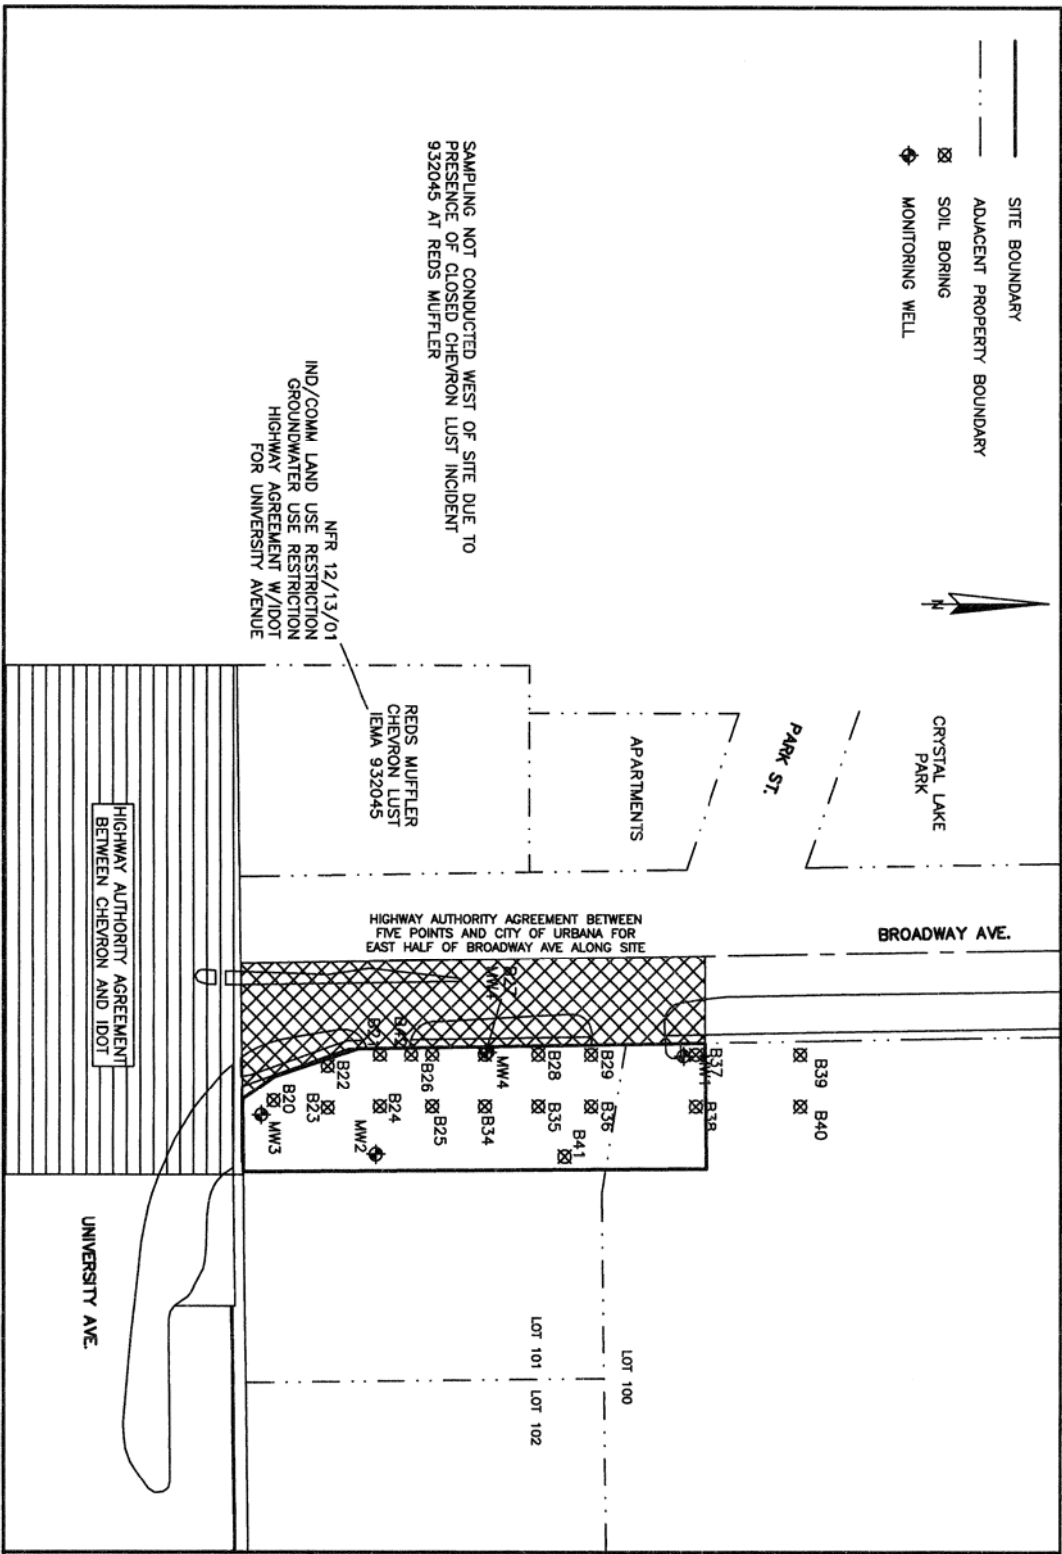 SITE BOUNDARY
ADJACENT PROPERTY BOUNDARY
SOIL BORING
MONITORING WELL
SAMPLING NOT CONDUCTED WEST OF SITE DUE TO
PRESENCE OF CLOSED CHEVRON LUST INCIDENT
932045 AT REDS MUFFLER
N
NFR 12/13/01
IND/COMM LAND USE RESTRICTION
GROUNDWATER USE RESTRICTION
HIGHWAY AGREEMENT W/IDOT
FOR UNIVERSITY AVENUE
CRYSTAL LAKE
PARK
PARK ST.
APARTMENTS
REDS MUFFLER
CHEVRON LUST
IEMA 932045
BROADWAY AVE.
HIGHWAY AUTHORITY AGREEMENT BETWEEN
FIVE POINTS AND CITY OF URBANA FOR
EAST HALF OF BROADWAY AVE ALONG SITE
HIGHWAY AUTHORITY AGREEMENT
BETWEEN CHEVRON AND IDOT
B39
B40
B37
MW1
B38
B29
B36
B41
B28
B35
B27
MW4
MW4
B34
B26
B25
B42
B21
B24
MW2
B22
B23
B20
MW3
LOT 100
LOT 101
LOT 102
UNIVERSITY AVE.